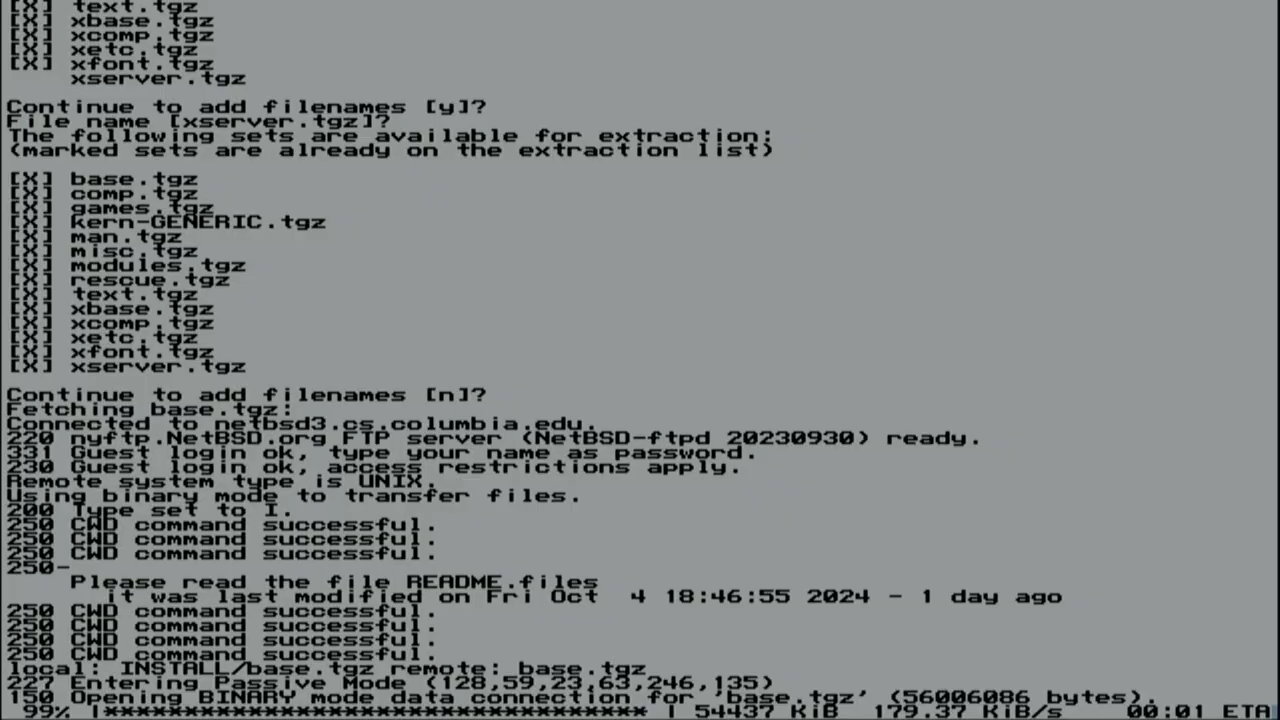 [X] text.tgz
[X] xbase.tgz
[X] xcomp.tgz
[X] xetc.tgz
[X] xfont.tgz
xserver.tgz
Continue to add filenames [y]?
File name [xserver.tgz]?
The following sets are available for extraction:
(marked sets are already on the extraction list)
[X] base.tgz
[X] comp.tgz
[X] games.tgz
[X] kern-GENERIC.tgz
[X] man.tgz
[X] misc.tgz
[X] modules.tgz
[X] rescue.tgz
[X] text.tgz
[X] xbase.tgz
[X] xcomp.tgz
[X] xetc.tgz
[X] xfont.tgz
[X] xserver.tgz
Continue to add filenames [n]?
Fetching base.tgz:
Connected to netbsd3.cs.columbia.edu.
220 nyftp.NetBSD.org FTP server (NetBSD-ftpd 20230930) ready.
331 Guest login ok, type your name as password.
230 Guest login ok, access restrictions apply.
Remote system type is UNIX.
Using binary mode to transfer files.
200 Type set to I.
250 CWD command successful.
250 CWD command successful.
250 CWD command successful.
250-
Please read the file README.files
it was last modified on Fri Oct  4 18:46:55 2024 - 1 day ago
250 CWD command successful.
250 CWD command successful.
250 CWD command successful.
250 CWD command successful.
local: INSTALL/base.tgz remote: base.tgz
227 Entering Passive Mode (128,59,23,63,246,135)
150 Opening BINARY mode data connection for 'base.tgz' (56006086 bytes).
99% |********************************** | 54437 KiB  179.37 KiB/s    00:01 ETA